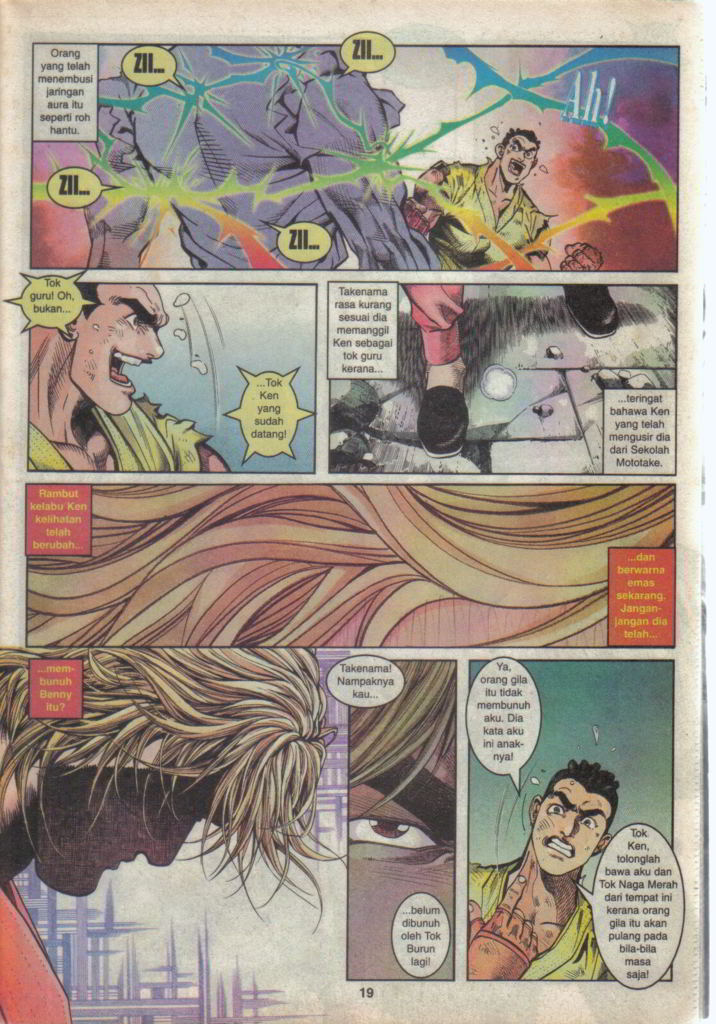 Orang
yang telah
menembusi
jaringan
aura itu
seperti roh
hantu.
ZII...
ZII...
Ah!
ZII...
ZII...
Tok
guru! Oh,
bukan...
...Tok
Ken
yang
sudah
datang!
Takenama
rasa kurang
sesuai dia
memanggil
Ken sebagai
tok guru
kerana...
...teringat
bahawa Ken
yang telah
mengusir dia
dari Sekolah
Mototake.
Rambut
kelabu Ken
kelihatan
telah
berubah...
...dan
berwarna
emas
sekarang.
Jangan-
jangan dia
telah...
...mem-
bunuh
Benny
itu?
Takenama!
Nampaknya
kau...
...belum
dibunuh
oleh Tok
Burun
lagi!
Ya,
orang gila
itu tidak
membunuh
aku. Dia
kata aku
ini anak-
nya!
Tok
Ken,
tolonglah
bawa aku dan
Tok Naga Merah
dari tempat ini
kerana orang
gila itu akan
pulang pada
bila-bila
masa
saja!
19